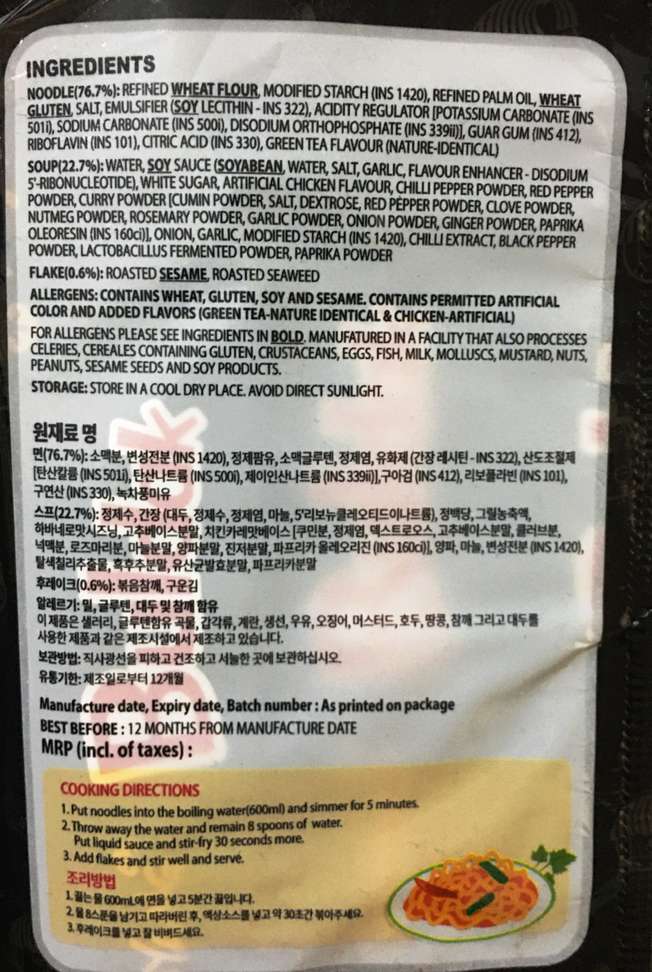 INGREDIENTS
NOODLE(76.7%): REFINED WHEAT FLOUR, MODIFIED STARCH (INS 1420), REFINED PALM OIL, WHEAT
GLUTEN, SALT, EMULSIFIER (SOY LECITHIN - INS 322), ACIDITY REGULATOR [POTASSIUM CARBONATE (INS
501i), SODIUM CARBONATE (INS 500i), DISODIUM ORTHOPHOSPHATE (INS 339ii)], GUAR GUM (INS 412),
RIBOFLAVIN (INS 101), CITRIC ACID (INS 330), GREEN TEA FLAVOUR (NATURE-IDENTICAL)
SOUP(22.7%): WATER, SOY SAUCE (SOYABEAN, WATER, SALT, GARLIC, FLAVOUR ENHANCER - DISODIUM
5'-RIBONUCLEOTIDE), WHITE SUGAR, ARTIFICIAL CHICKEN FLAVOUR, CHILLI PEPPER POWDER, RED PEPPER
POWDER, CURRY POWDER [CUMIN POWDER, SALT, DEXTROSE, RED PEPPER POWDER, CLOVE POWDER,
NUTMEG POWDER, ROSEMARY POWDER, GARLIC POWDER, ONION POWDER, GINGER POWDER, PAPRIKA
OLEORESIN (INS 160ci)], ONION, GARLIC, MODIFIED STARCH (INS 1420), CHILLI EXTRACT, BLACK PEPPER
POWDER, LACTOBACILLUS FERMENTED POWDER, PAPRIKA POWDER
FLAKE(0.6%): ROASTED SESAME, ROASTED SEAWEED
ALLERGENS: CONTAINS WHEAT, GLUTEN, SOY AND SESAME. CONTAINS PERMITTED ARTIFICIAL
COLOR AND ADDED FLAVORS (GREEN TEA-NATURE IDENTICAL & CHICKEN-ARTIFICIAL)
FOR ALLERGENS PLEASE SEE INGREDIENTS IN BOLD. MANUFATURED IN A FACILITY THAT ALSO PROCESSES
CELERIES, CEREALES CONTAINING GLUTEN, CRUSTACEANS, EGGS, FISH, MILK, MOLLUSCS, MUSTARD, NUTS,
PEANUTS, SESAME SEEDS AND SOY PRODUCTS.
STORAGE: STORE IN A COOL DRY PLACE. AVOID DIRECT SUNLIGHT.
원재료 명
면(76.7%): 소맥분, 변성전분 (INS 1420), 정제팜유, 소맥글루텐, 정제염, 유화제 (간장 레시틴 - INS 322), 산도조절제
[탄산칼륨 (INS 501i), 탄산나트륨 (INS 500i), 제이인산나트륨 (INS 339ii)], 구아검 (INS 412), 리보플라빈 (INS 101),
구연산 (INS 330), 녹차풍미유
스프(22.7%): 정제수, 간장 (대두, 정제수, 정제염, 마늘, 5'리보뉴클레오티드이나트륨), 정백당, 그릴농축액,
하바네로맛시즈닝, 고추베이스분말, 치킨카레맛베이스 [쿠민분, 정제염, 덱스트로오스, 고추베이스분말, 클러브분,
넉맥분, 로즈마리분, 마늘분말, 양파분말, 진저분말, 파프리카 올레오리진 (INS 160ci)], 양파, 마늘, 변성전분 (INS 1420),
탈색칠리추출물, 흑후추분말, 유산균발효분말, 파프리카분말
후레이크(0.6%): 볶음참깨, 구운김
알레르기: 밀, 글루텐, 대두 및 참깨 함유
이 제품은 샐러리, 글루텐함유 곡물, 갑각류, 계란, 생선, 우유, 오징어, 머스터드, 호두, 땅콩, 참깨 그리고 대두를
사용한 제품과 같은 제조시설에서 제조하고 있습니다.
보관방법: 직사광선을 피하고 건조하고 서늘한 곳에 보관하십시오.
유통기한: 제조일로부터 12개월
Manufacture date, Expiry date, Batch number : As printed on package
BEST BEFORE : 12 MONTHS FROM MANUFACTURE DATE
MRP (incl. of taxes) :
COOKING DIRECTIONS
1. Put noodles into the boiling water(600ml) and simmer for 5 minutes.
2. Throw away the water and remain 8 spoons of water.
Put liquid sauce and stir-fry 30 seconds more.
3. Add flakes and stir well and serve.
조리방법
1. 끓는 물 600mL에 면을 넣고 5분간 끓입니다.
2. 물 8스푼을 남기고 따라버린 후, 액상소스를 넣고 약 30초간 볶아주세요.
3. 후레이크를 넣고 잘 비벼드세요.